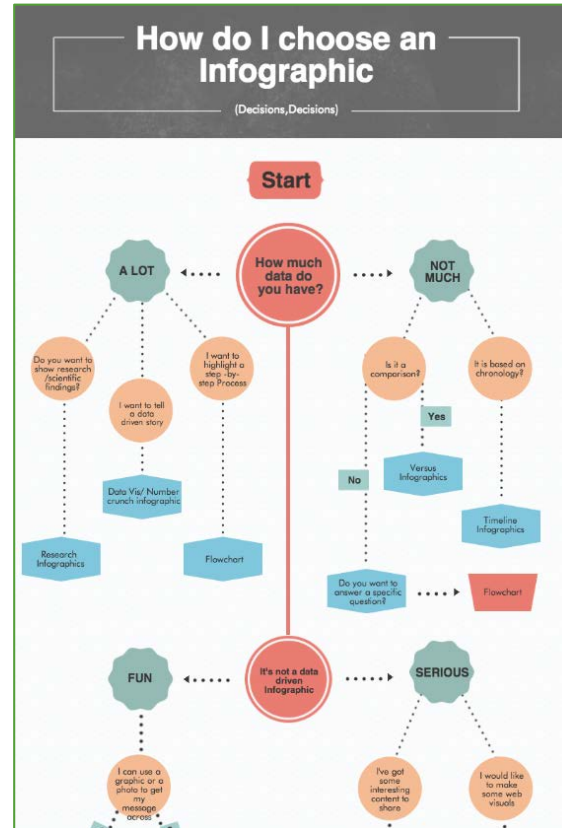 How do I choose an
Infographic
(Decisions,Decisions)
Start
A LOT
How much
data do
you have?
NOT
MUCH
Do you want to
show research
/scientific
findings?
I want to tell
a data
driven story
I want to
highlight a
step -by-
step Process
Is it a
comparison?
It is based on
chronology?
Yes
No
Data Vis/ Number
crunch infographic
Versus
Infographics
Research
Infographics
Flowchart
Timeline
Infographics
Do you want to
answer a specific
question?
Flowchart
FUN
It's not a data
driven
Infographic
SERIOUS
I can use a
graphic or a
photo to get
my
message
across
I've got
some
interesting
content to
share
I would like
to make
some web
visuals